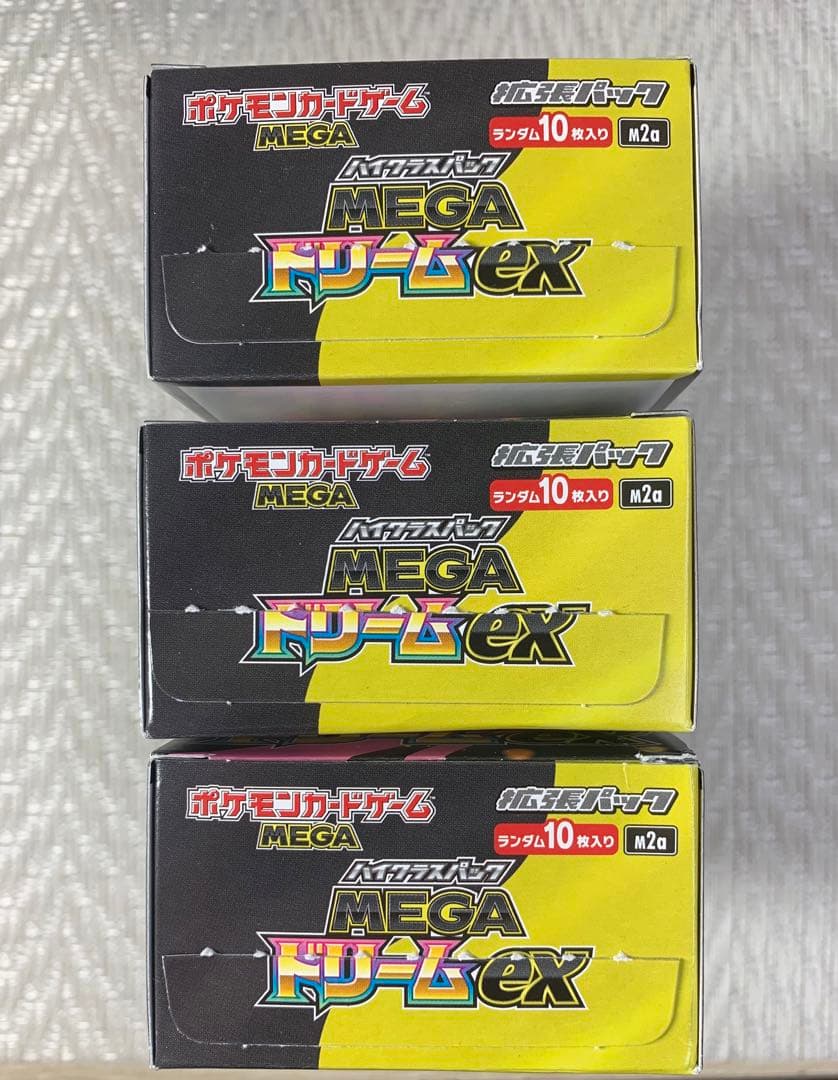 ポケモンカードゲーム
MEGA
拡張パック
ランダム10枚入り
M2a
ハイクラスパック
MEGA
ドリームex
ポケモンカードゲーム
MEGA
拡張パック
ランダム10枚入り
M2a
ハイクラスパック
MEGA
ドリームex
ポケモンカードゲーム
MEGA
拡張パック
ランダム10枚入り
M2a
ハイクラスパック
MEGA
ドリームex